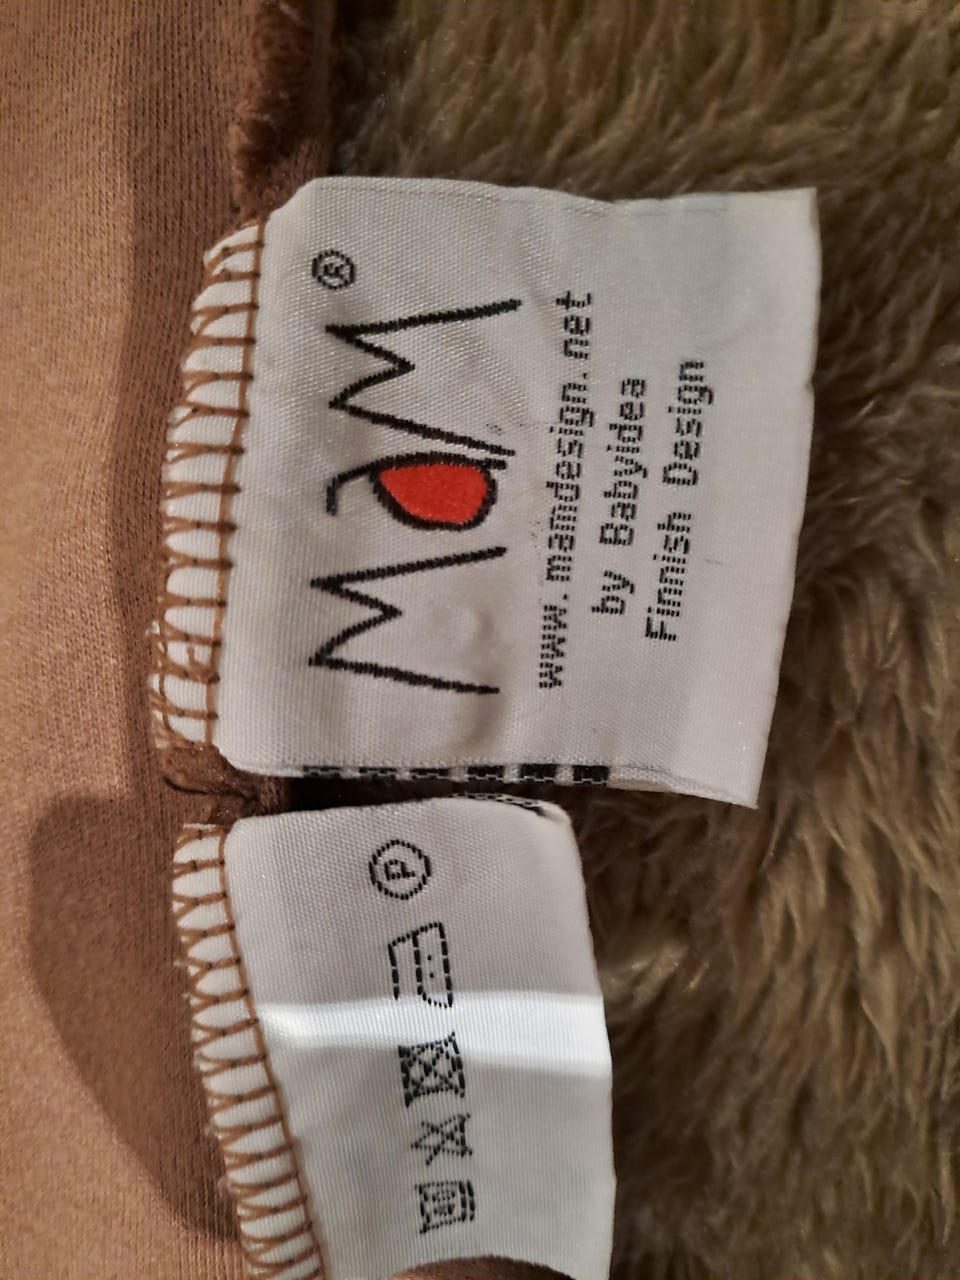 MaM®
www.mamdesign.net
by Babyidea
Finnish Design
P